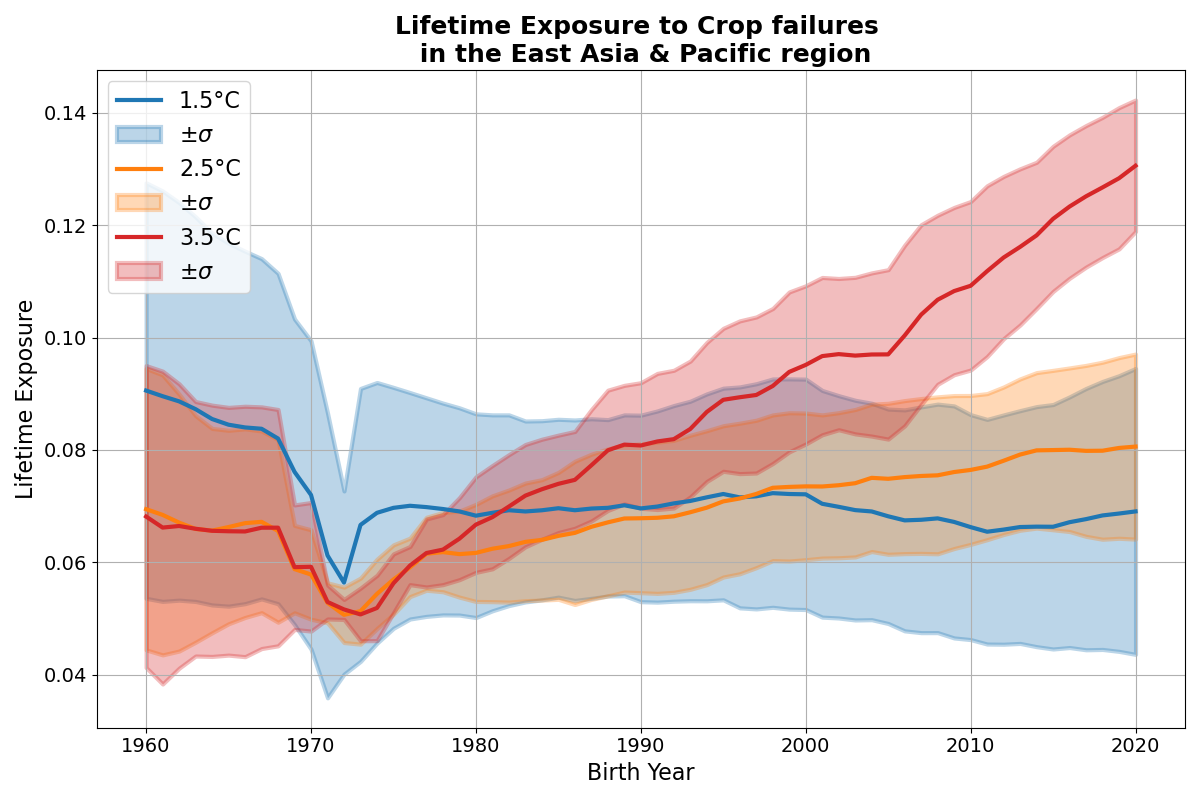 Lifetime Exposure to Crop failures
in the East Asia & Pacific region
1.5°C
±σ
2.5°C
±σ
3.5°C
±σ
0.14
0.12
0.10
0.08
0.06
0.04
Lifetime Exposure
1960 1970 1980 1990 2000 2010 2020
Birth Year